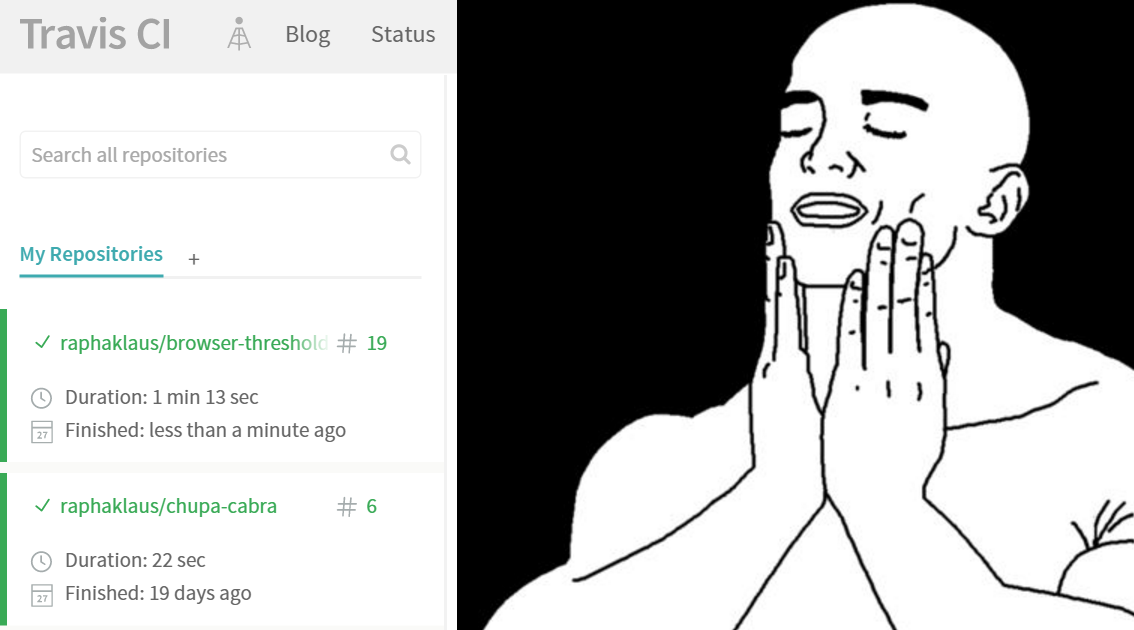 Travis CI
Blog
Status
Search all repositories
My Repositories +
raphaklaus/browser-threshold # 19
Duration: 1 min 13 sec
27 Finished: less than a minute ago
raphaklaus/chupa-cabra # 6
Duration: 22 sec
27 Finished: 19 days ago